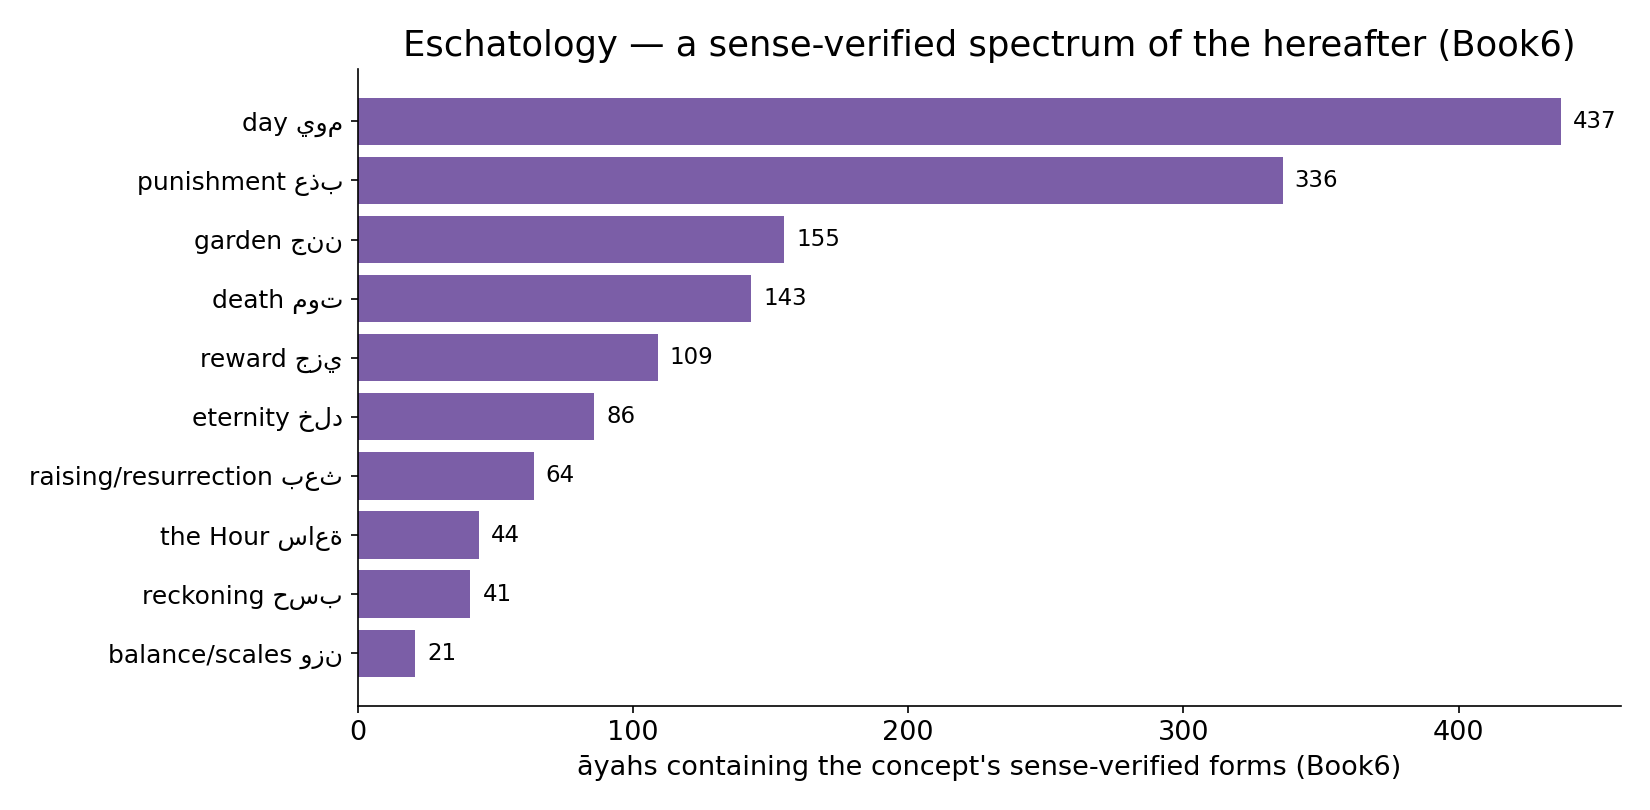 Eschatology — a sense-verified spectrum of the hereafter (Book6)
day يوم 437
punishment عذب 336
garden جنن 155
death موت 143
reward جزي 109
eternity خلد 86
raising/resurrection بعث 64
the Hour ساعة 44
reckoning حسب 41
balance/scales وزن 21
0 100 200 300 400
āyahs containing the concept's sense-verified forms (Book6)